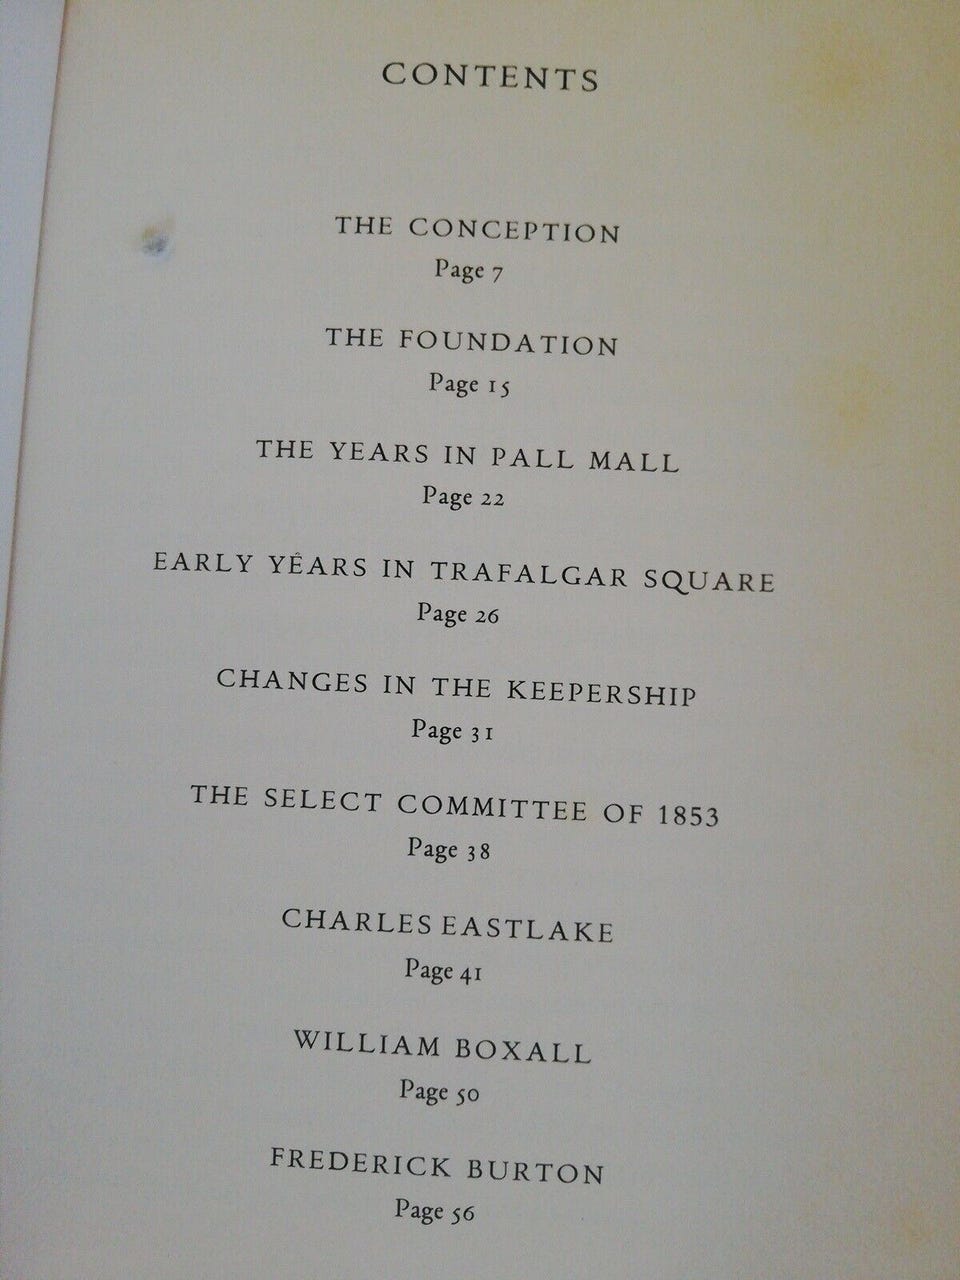 CONTENTS
THE CONCEPTION
Page 7
THE FOUNDATION
Page 15
THE YEARS IN PALL MALL
Page 22
EARLY YEARS IN TRAFALGAR SQUARE
Page 26
CHANGES IN THE KEEPERSHIP
Page 31
THE SELECT COMMITTEE OF 1853
Page 38
CHARLES EASTLAKE
Page 41
WILLIAM BOXALL
Page 50
FREDERICK BURTON
Page 56